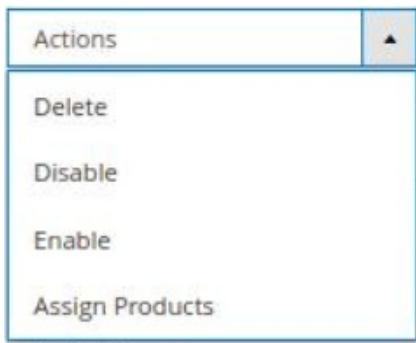 Actions
Delete
Disable
Enable
Assign Products